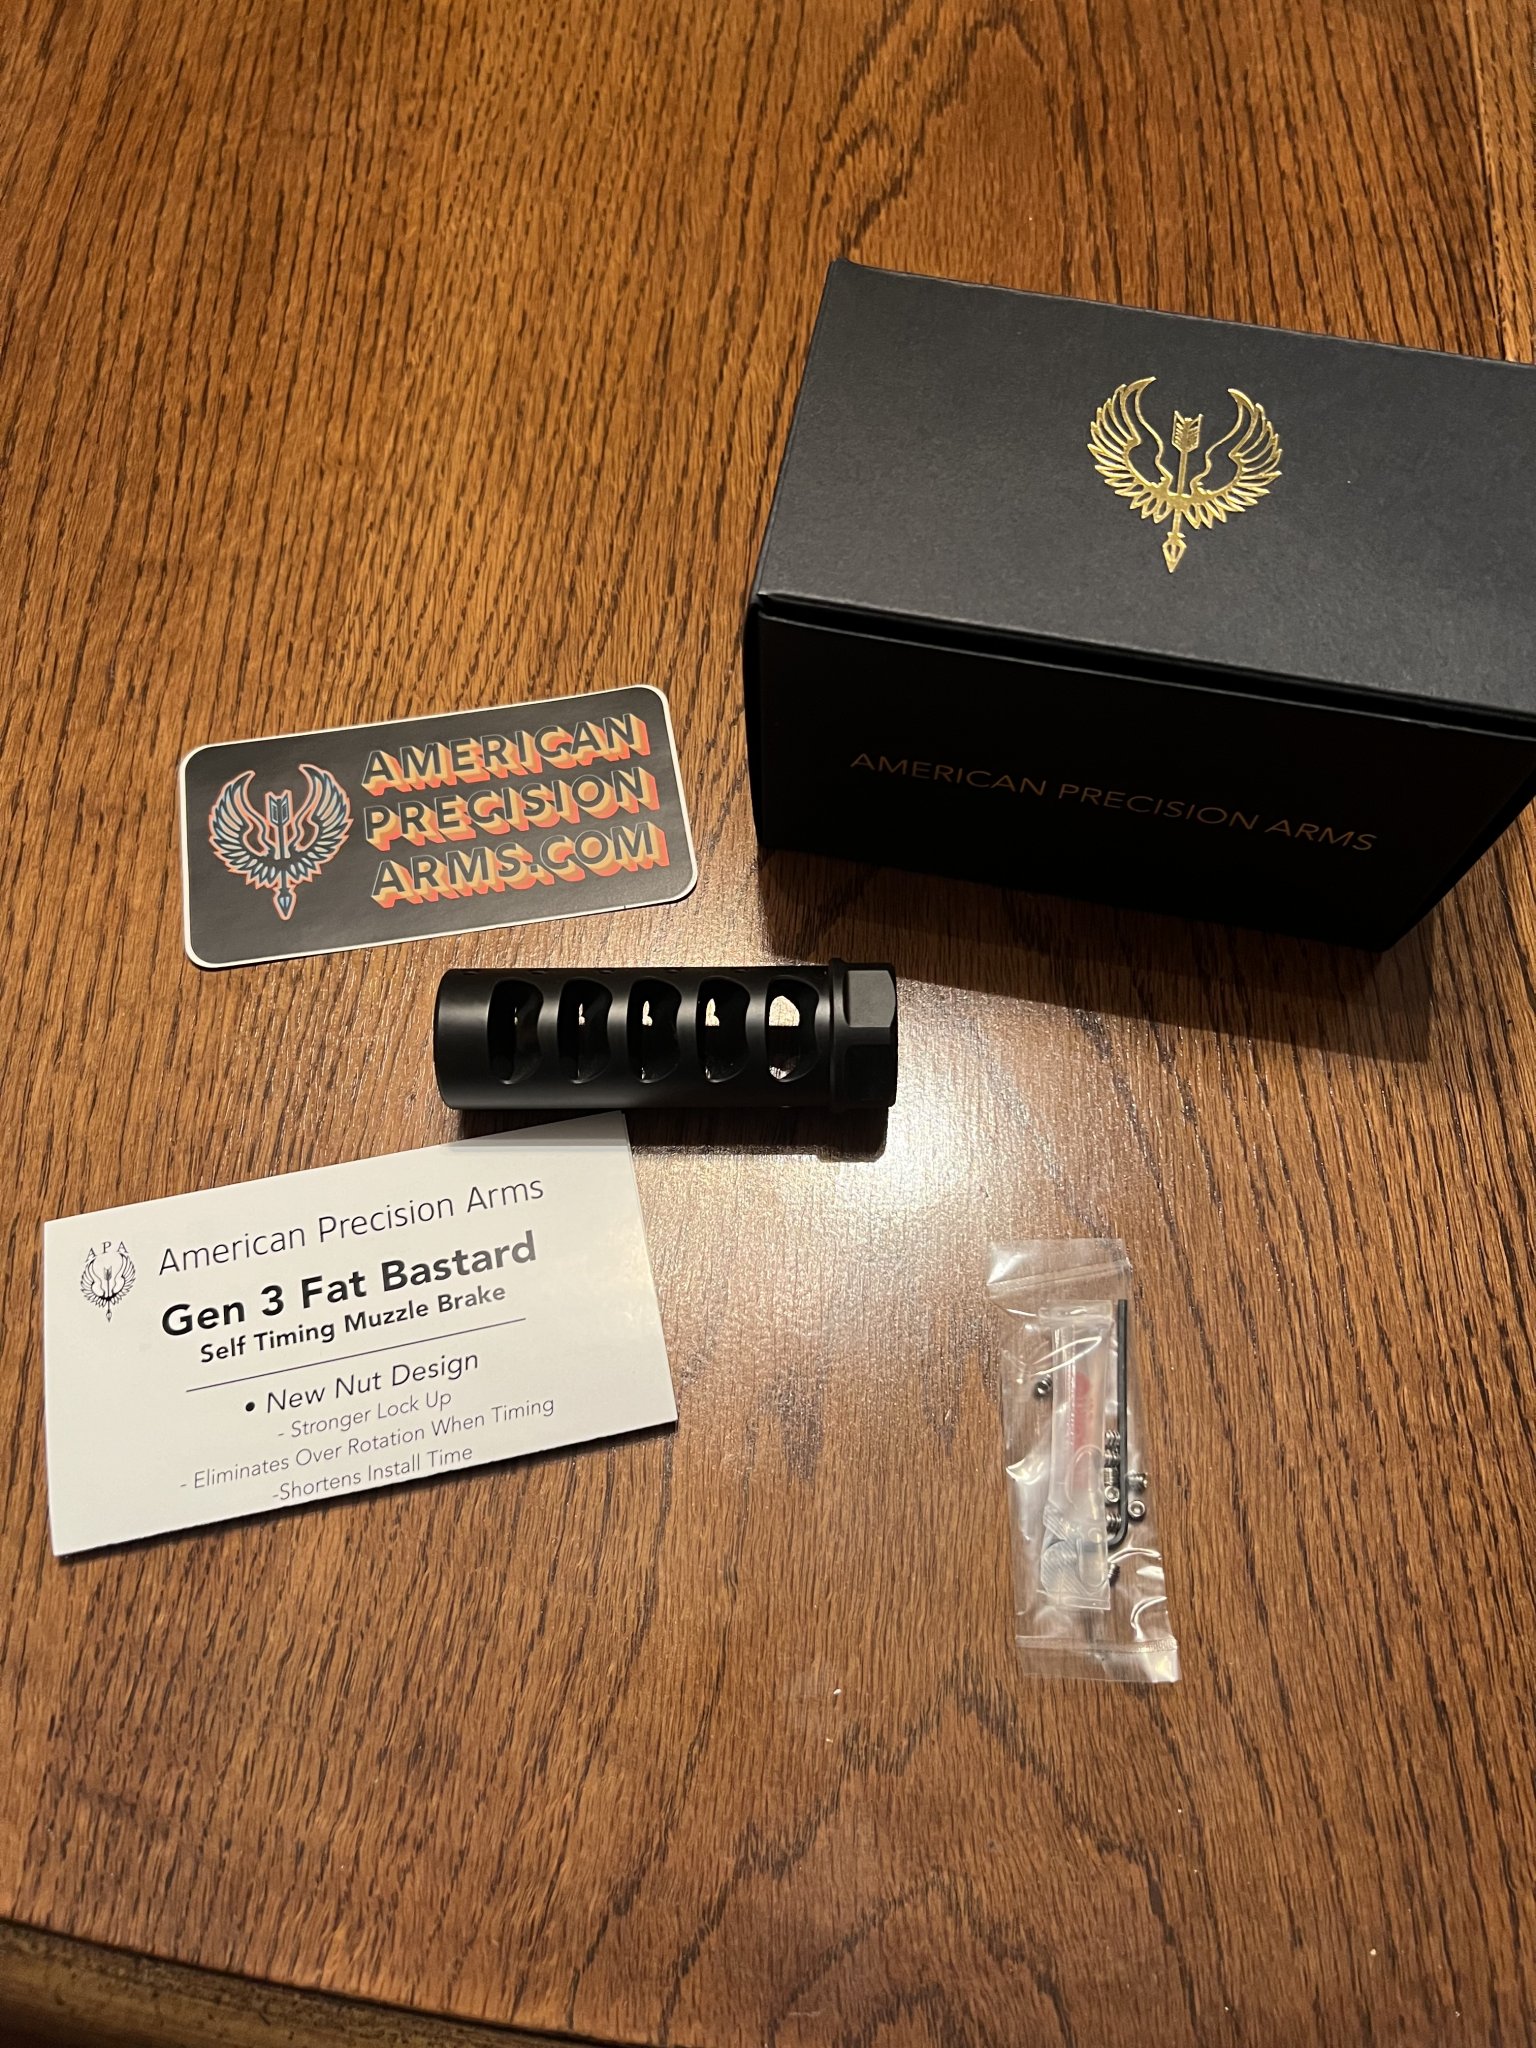 AMERICAN PRECISION ARMS
AMERICAN
PRECISION
ARMS.COM
APA
American Precision Arms
Gen 3 Fat Bastard
Self Timing Muzzle Brake
• New Nut Design
- Stronger Lock Up
- Eliminates Over Rotation When Timing
-Shortens Install Time